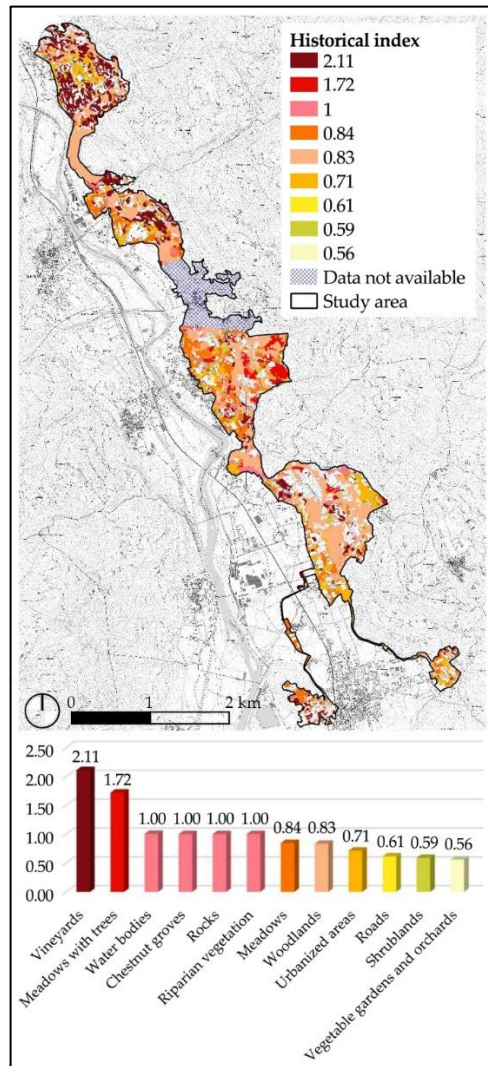 Historical index
2.11
1.72
1
0.84
0.83
0.71
0.61
0.59
0.56
Data not available
Study area
0 1 2 km
2.50
2.00
1.50
1.00
0.50
0.00
2.11
1.72
1.00
1.00
1.00
1.00
0.84
0.83
0.71
0.61
0.59
0.56
Vineyards
Meadows with trees
Water bodies
Chestnut groves
Rocks
Riparian vegetation
Meadows
Woodlands
Urbanized areas
Roads
Shrublands
Vegetable gardens and orchards